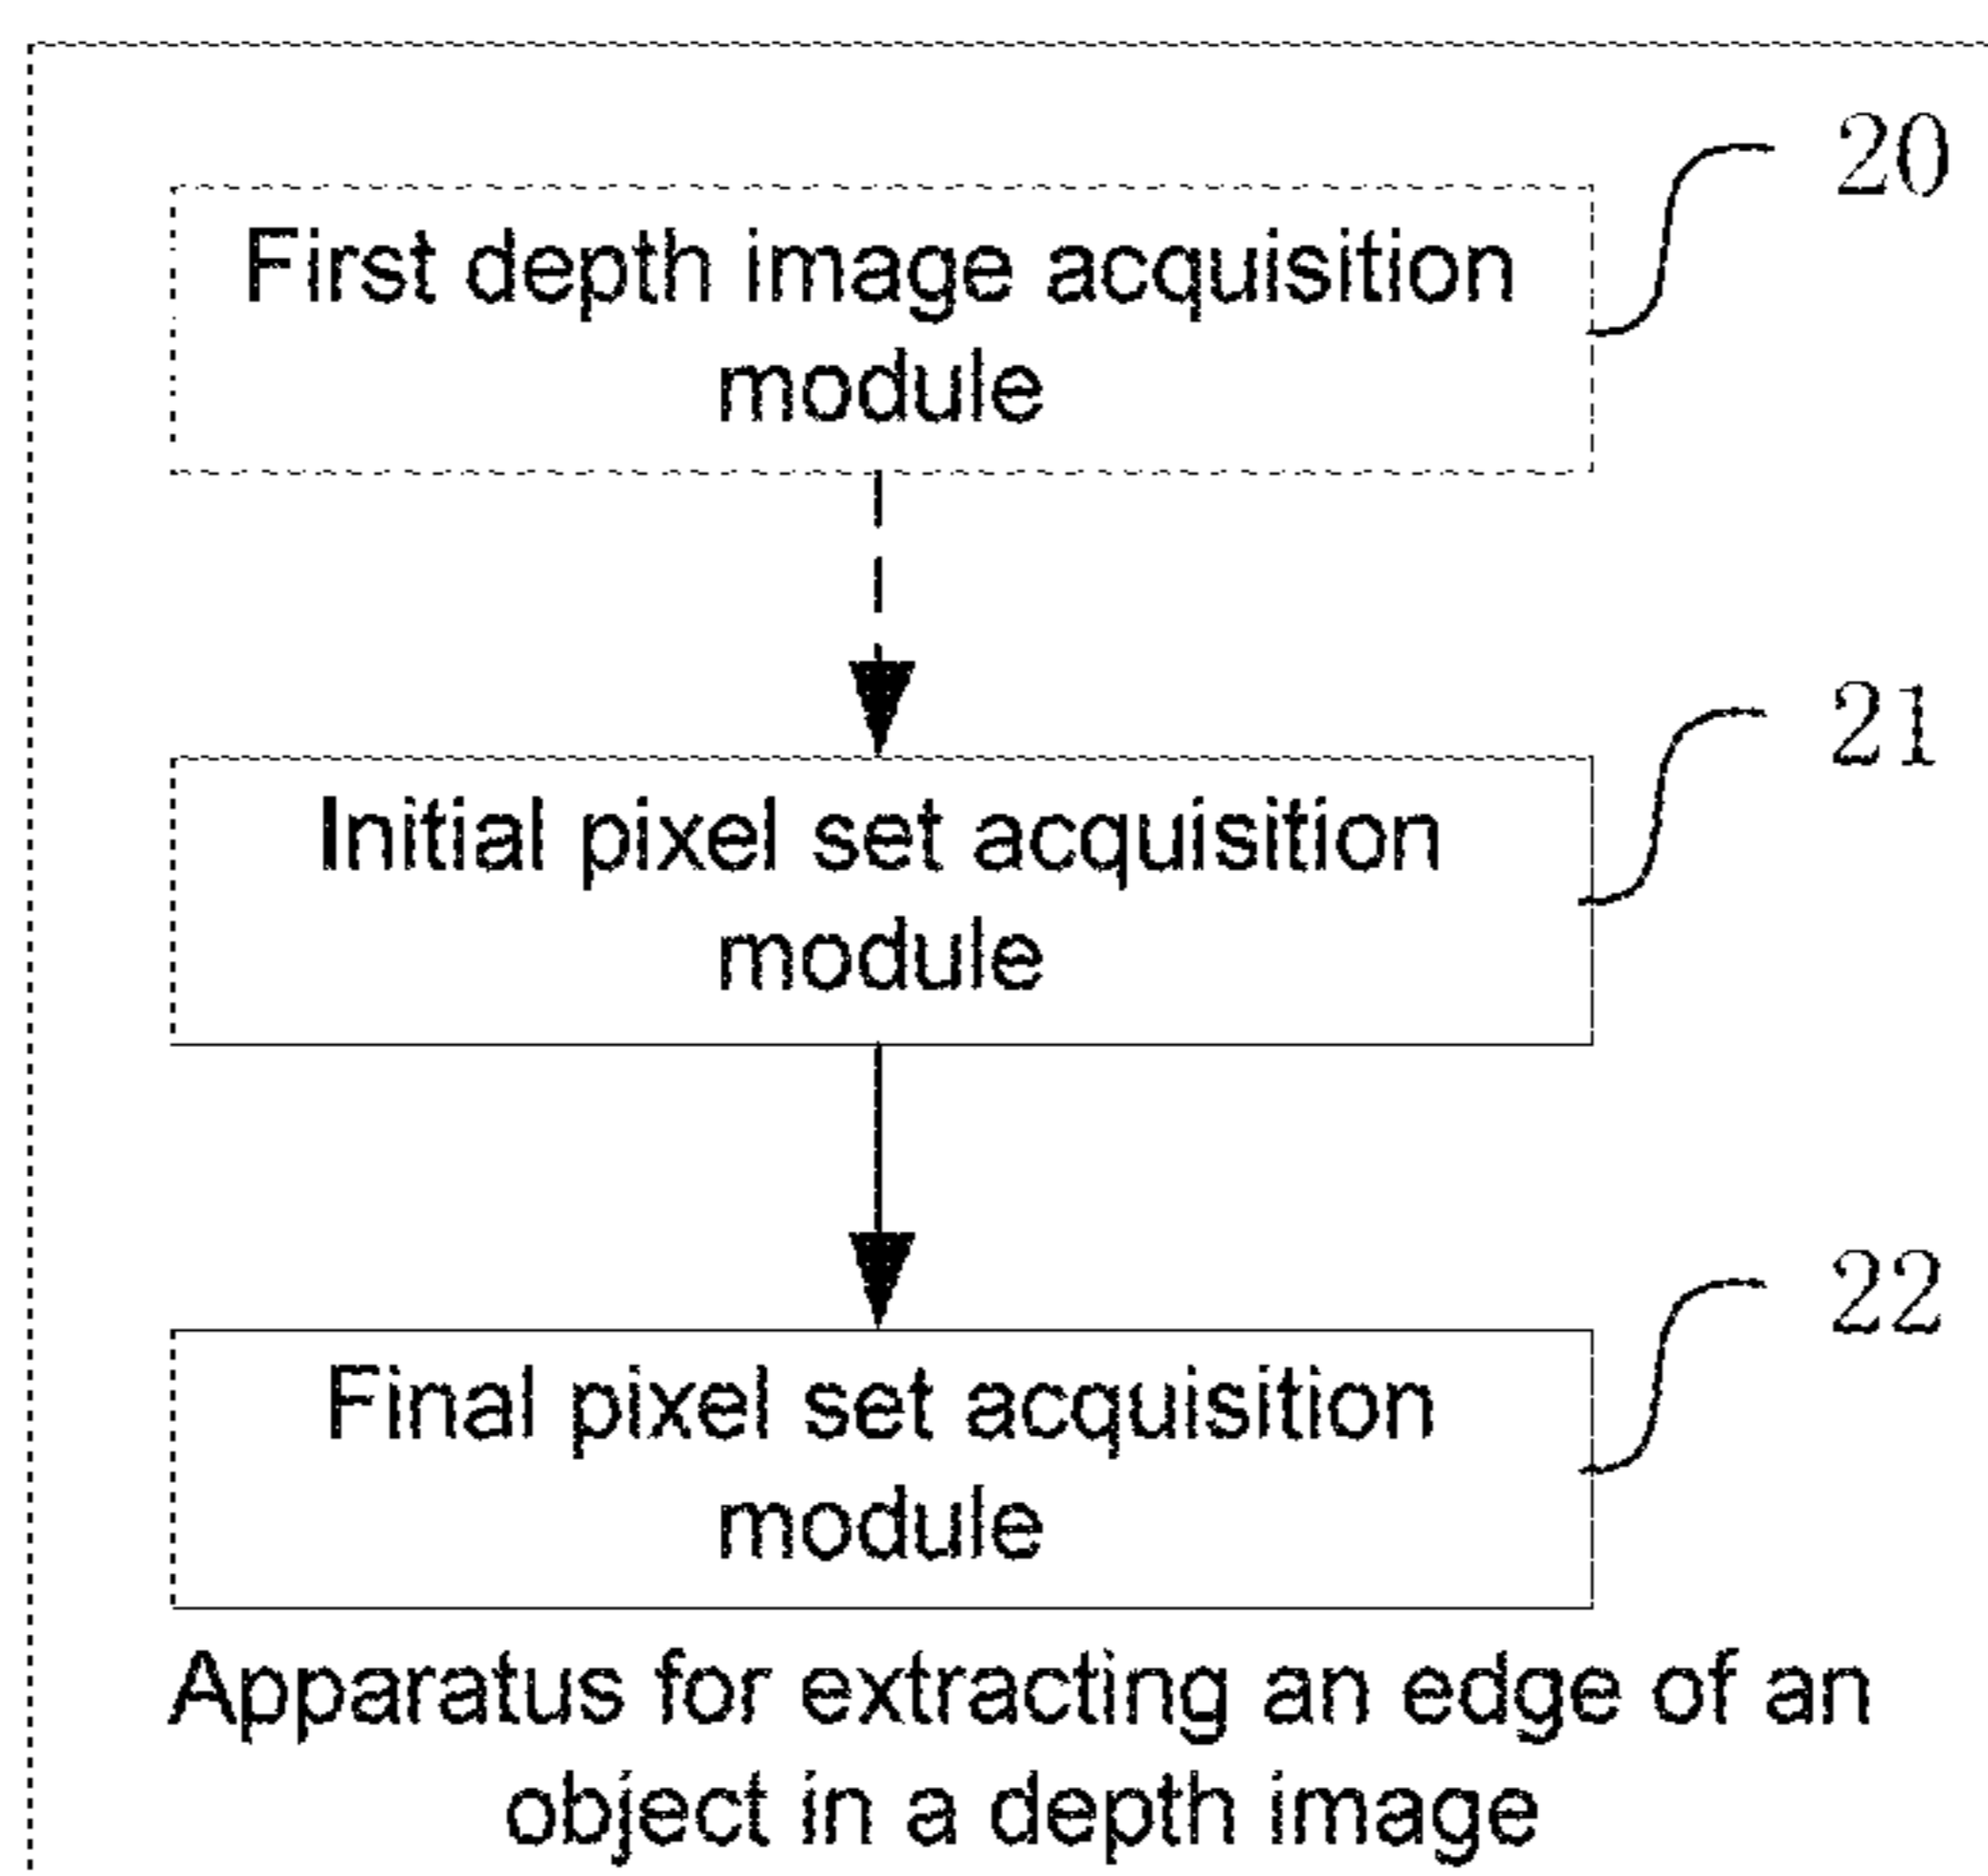 20
First depth image acquisition
module
21
Initial pixel set acquisition
module
22
Final pixel set acquisition
module
Apparatus for extracting an edge of an
object in a depth image